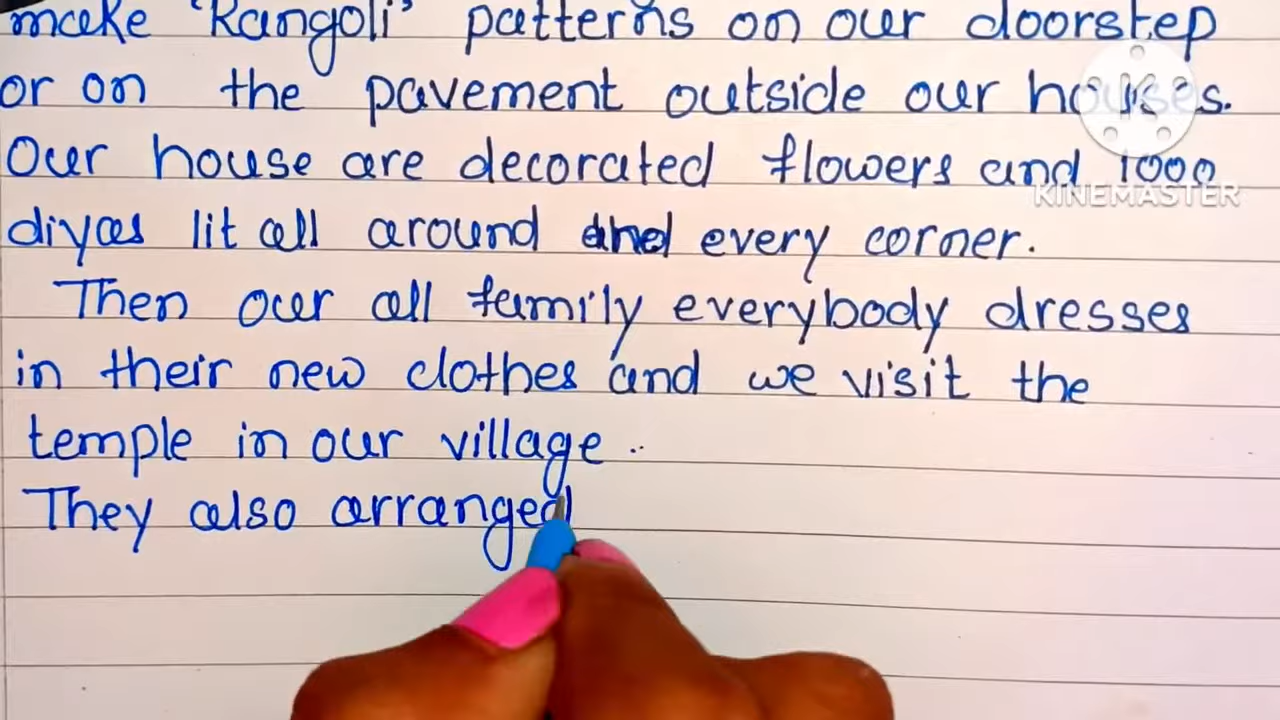 make 'Rangoli' patterns on our doorstep
or on the pavement outside our houses.
Our house are decorated flowers and 1000
diyas lit all around and every corner.
Then our all family everybody dresses
in their new clothes and we visit the
temple in our village.
They also arranged
KINEMASTER